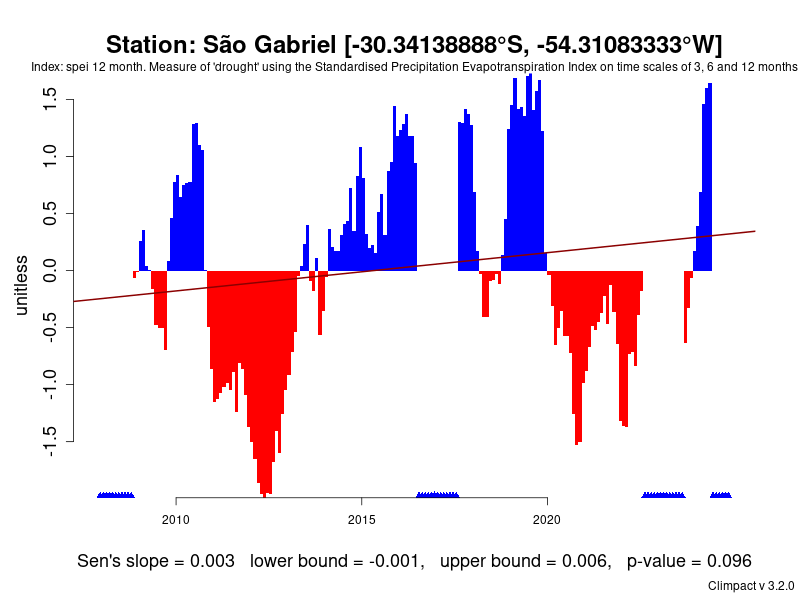 Station: São Gabriel [-30.34138888°S, -54.31083333°W]
Index: spei 12 month. Measure of 'drought' using the Standardised Precipitation Evapotranspiration Index on time scales of 3, 6 and 12 months
1.5
1.0
0.5
0.0
-0.5
-1.0
-1.5
unitless
2010 2015 2020
Sen's slope = 0.003 lower bound = -0.001, upper bound = 0.006, p-value = 0.096
Climpact v 3.2.0